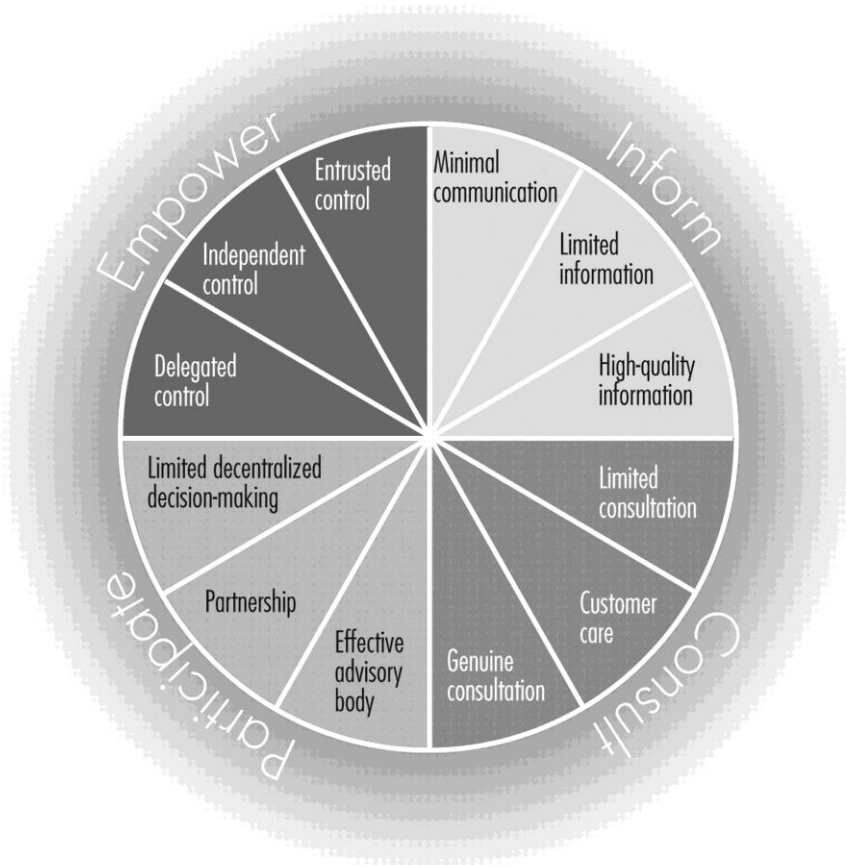 Empower
Inform
Entrusted
control
Minimal
communication
Independent
control
Limited
information
Delegated
control
High-quality
information
Limited decentralized
decision-making
Limited
consultation
Partnership
Customer
care
Effective
advisory
body
Genuine
consultation
Participate
Consult